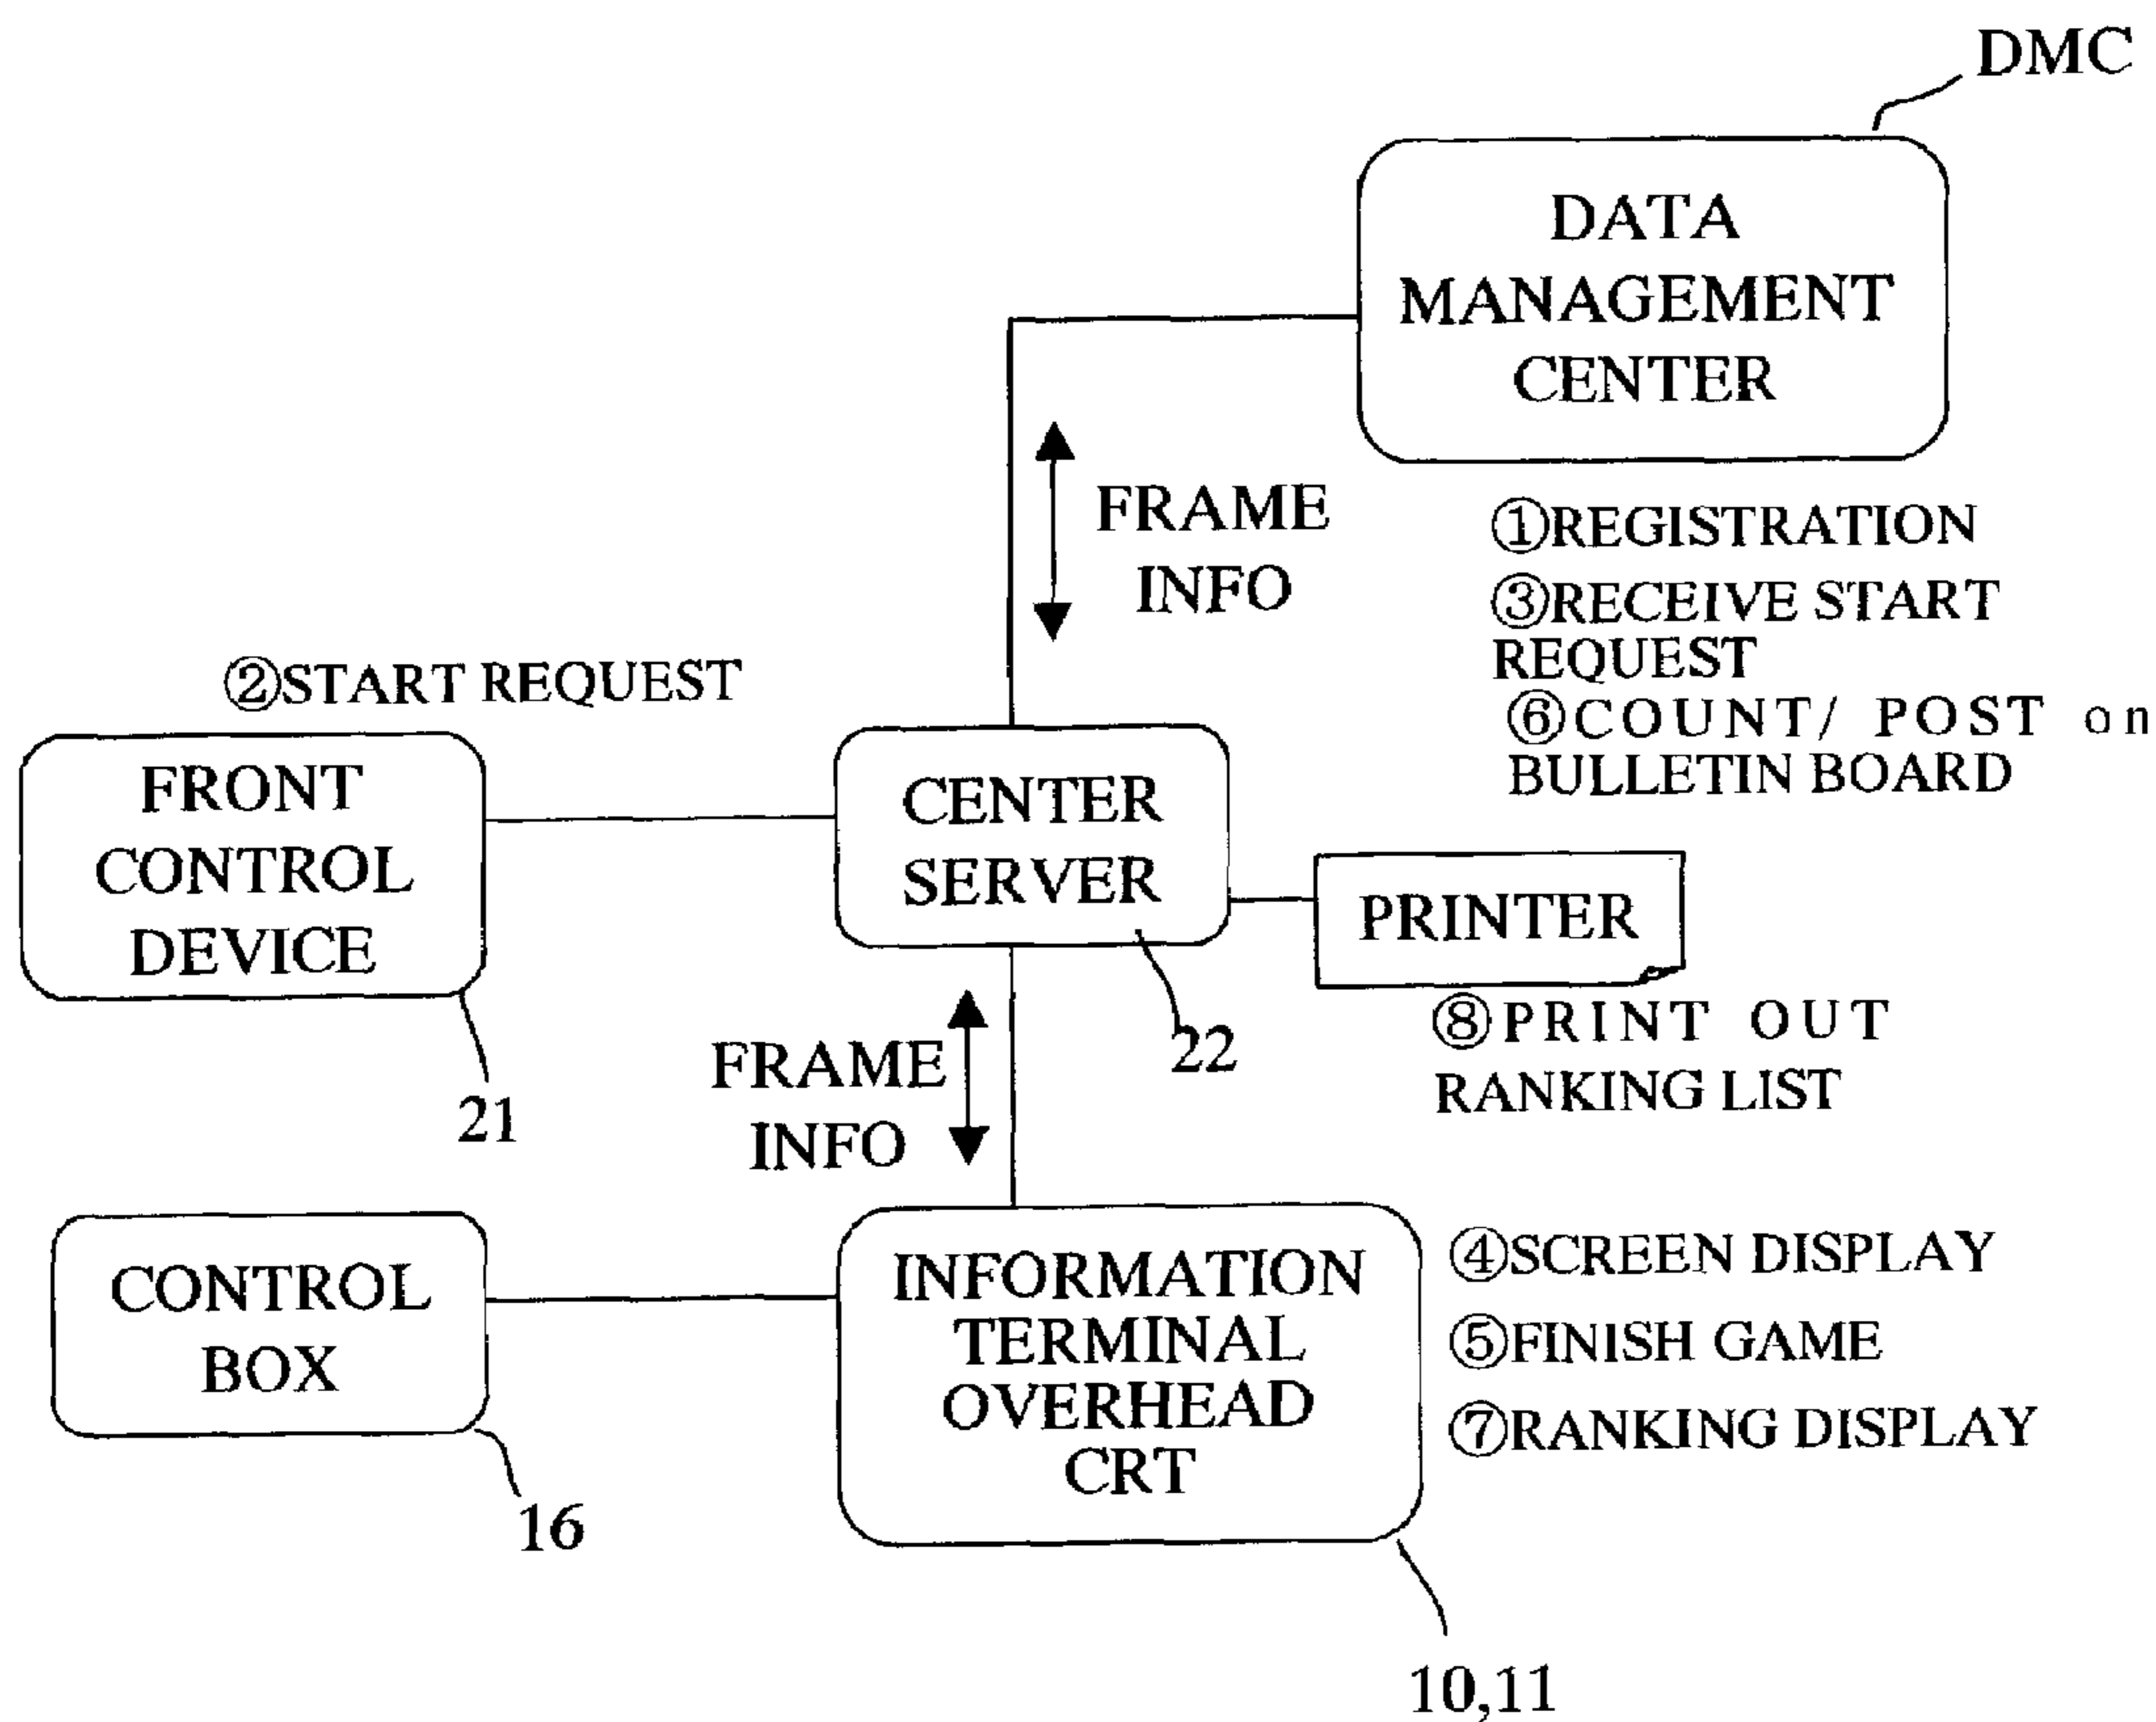 DMC
DATA
MANAGEMENT
CENTER
FRAME
INFO
①REGISTRATION
③RECEIVE START
REQUEST
⑥COUNT/ POST on
BULLETIN BOARD
②START REQUEST
FRONT
CONTROL
DEVICE
21
CENTER
SERVER
22
PRINTER
⑧PRINT OUT
RANKING LIST
FRAME
INFO
CONTROL
BOX
16
INFORMATION
TERMINAL
OVERHEAD
CRT
10,11
④SCREEN DISPLAY
⑤FINISH GAME
⑦RANKING DISPLAY